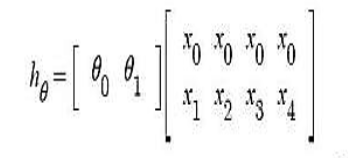 h_θ = [ θ_0 θ_1 ] [ x_0 x_0 x_0 x_0
x_1 x_2 x_3 x_4 ]